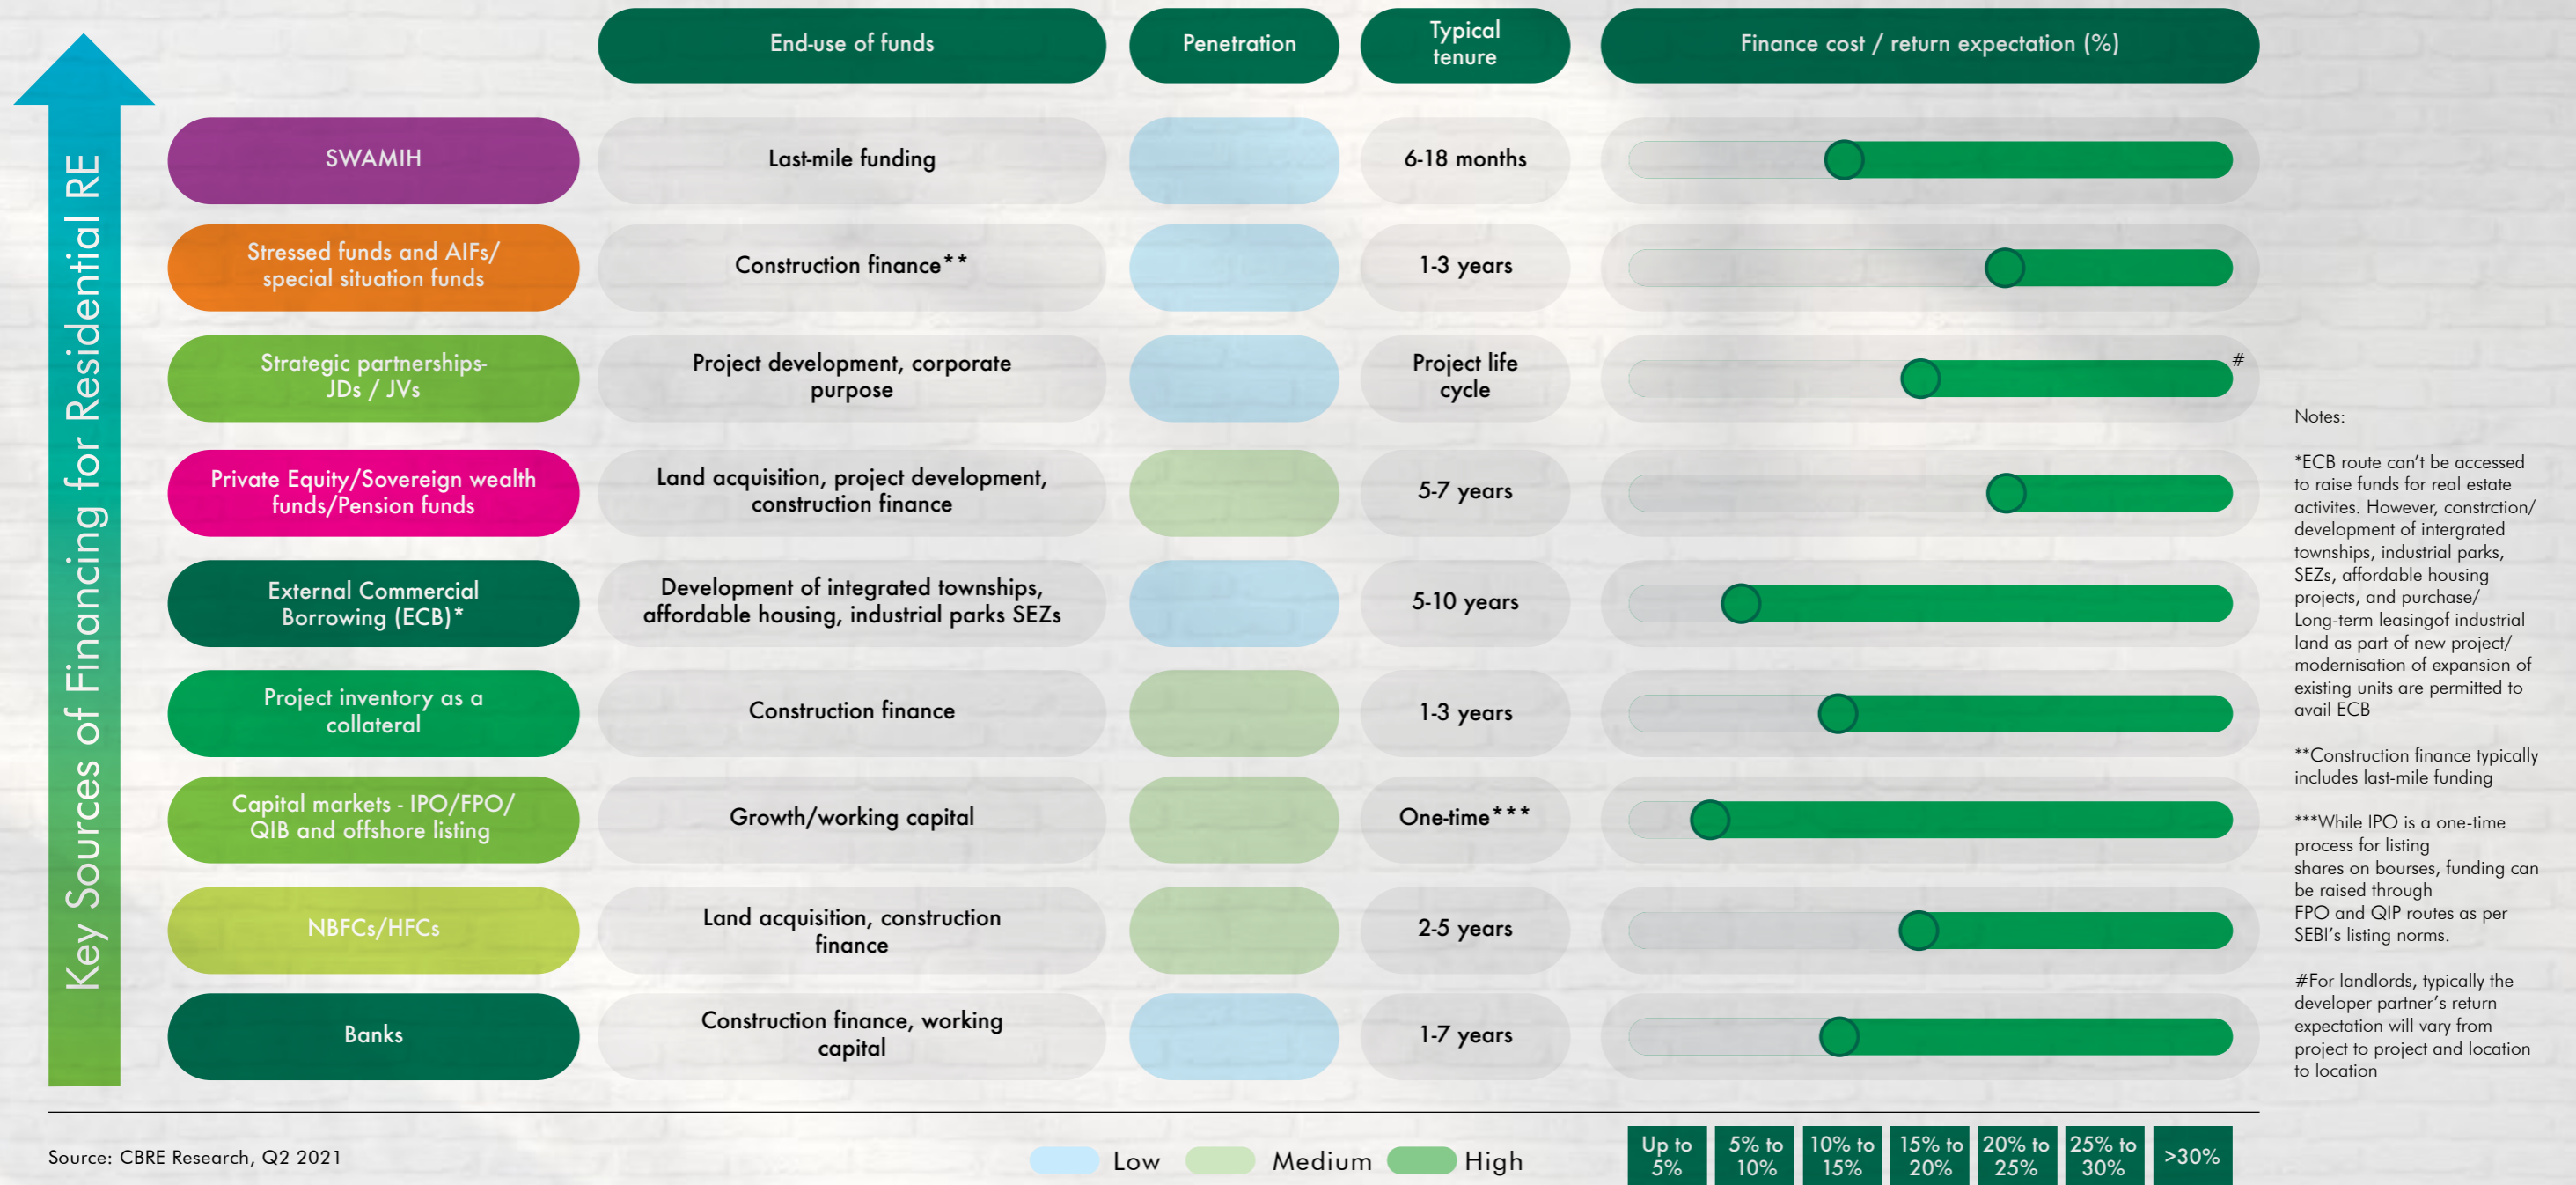 Key Sources of Financing for Residential RE
End-use of funds
Penetration
Typical
tenure
Finance cost / return expectation (%)
SWAMIH
Last-mile funding
6-18 months
Stressed funds and AIFs/
special situation funds
Construction finance**
1-3 years
Strategic partnerships-
JDs / JVs
Project development, corporate
purpose
Project life
cycle
#
Private Equity/Sovereign wealth
funds/Pension funds
Land acquisition, project development,
construction finance
5-7 years
External Commercial
Borrowing (ECB)*
Development of integrated townships,
affordable housing, industrial parks SEZs
5-10 years
Project inventory as a
collateral
Construction finance
1-3 years
Capital markets - IPO/FPO/
QIB and offshore listing
Growth/working capital
One-time***
NBFCs/HFCs
Land acquisition, construction
finance
2-5 years
Banks
Construction finance, working
capital
1-7 years
Notes:
*ECB route can't be accessed
to raise funds for real estate
activites. However, constrction/
development of intergrated
townships, industrial parks,
SEZs, affordable housing
projects, and purchase/
Long-term leasingof industrial
land as part of new project/
modernisation of expansion of
existing units are permitted to
avail ECB
**Construction finance typically
includes last-mile funding
***While IPO is a one-time
process for listing
shares on bourses, funding can
be raised through
FPO and QIP routes as per
SEBI's listing norms.
#For landlords, typically the
developer partner's return
expectation will vary from
project to project and location
to location
Source: CBRE Research, Q2 2021
Low
Medium
High
Up to
5%
5% to
10%
10% to
15%
15% to
20%
20% to
25%
25% to
30%
>30%